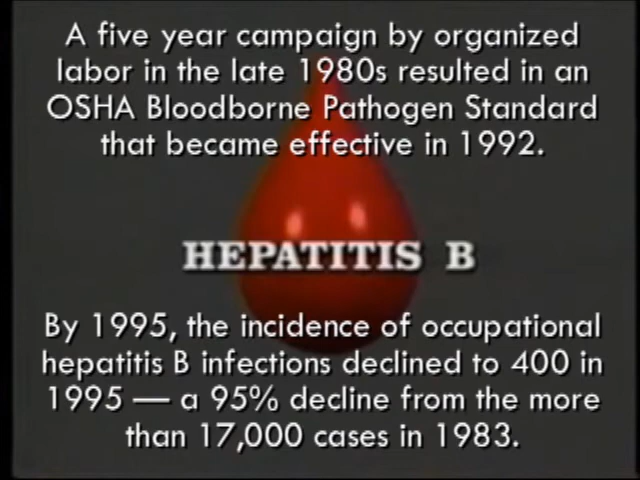 A five year campaign by organized
labor in the late 1980s resulted in an
OSHA Bloodborne Pathogen Standard
that became effective in 1992.
HEPATITIS B
By 1995, the incidence of occupational
hepatitis B infections declined to 400 in
1995 — a 95% decline from the more
than 17,000 cases in 1983.